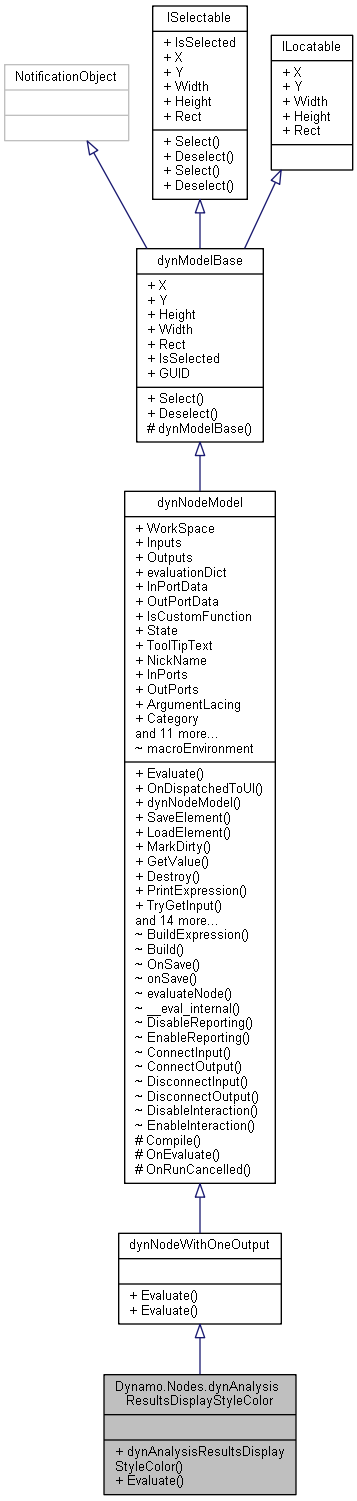 ISelectable
+ IsSelected
+ X
+ Y
+ Width
+ Height
+ Rect
+ Select()
+ Deselect()
+ Select()
+ Deselect()
ILocatable
+ X
+ Y
+ Width
+ Height
+ Rect
NotificationObject
dynModelBase
+ X
+ Y
+ Height
+ Width
+ Rect
+ IsSelected
+ GUID
+ Select()
+ Deselect()
# dynModelBase()
dynNodeModel
+ WorkSpace
+ Inputs
+ Outputs
+ evaluationDict
+ InPortData
+ OutPortData
+ IsCustomFunction
+ State
+ ToolTipText
+ NickName
+ InPorts
+ OutPorts
+ ArgumentLacing
+ Category
and 11 more...
~ macroEnvironment
+ Evaluate()
+ OnDispatchedToUI()
+ dynNodeModel()
+ SaveElement()
+ LoadElement()
+ MarkDirty()
+ GetValue()
+ Destroy()
+ PrintExpression()
+ TryGetInput()
and 14 more...
~ BuildExpression()
~ Build()
~ OnSave()
~ onSave()
~ evaluateNode()
~ __eval_internal()
~ DisableReporting()
~ EnableReporting()
~ ConnectInput()
~ ConnectOutput()
~ DisconnectInput()
~ DisconnectOutput()
~ DisableInteraction()
~ EnableInteraction()
# Compile()
# OnEvaluate()
# OnRunCancelled()
dynNodeWithOneOutput
+ Evaluate()
+ Evaluate()
Dynamo.Nodes.dynAnalysis
ResultsDisplayStyleColor
+ dynAnalysisResultsDisplay
StyleColor()
+ Evaluate()